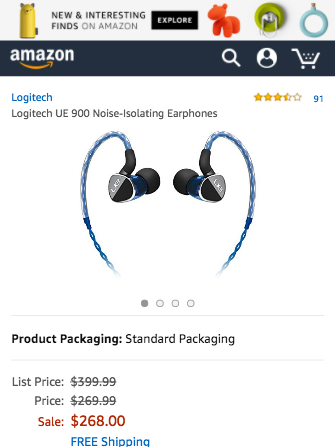 NEW & INTERESTING
FINDS ON AMAZON
EXPLORE
amazon
Logitech
91
Logitech UE 900 Noise-Isolating Earphones
Product Packaging: Standard Packaging
List Price: $399.99
Price: $269.99
Sale: $268.00
FREE Shipping